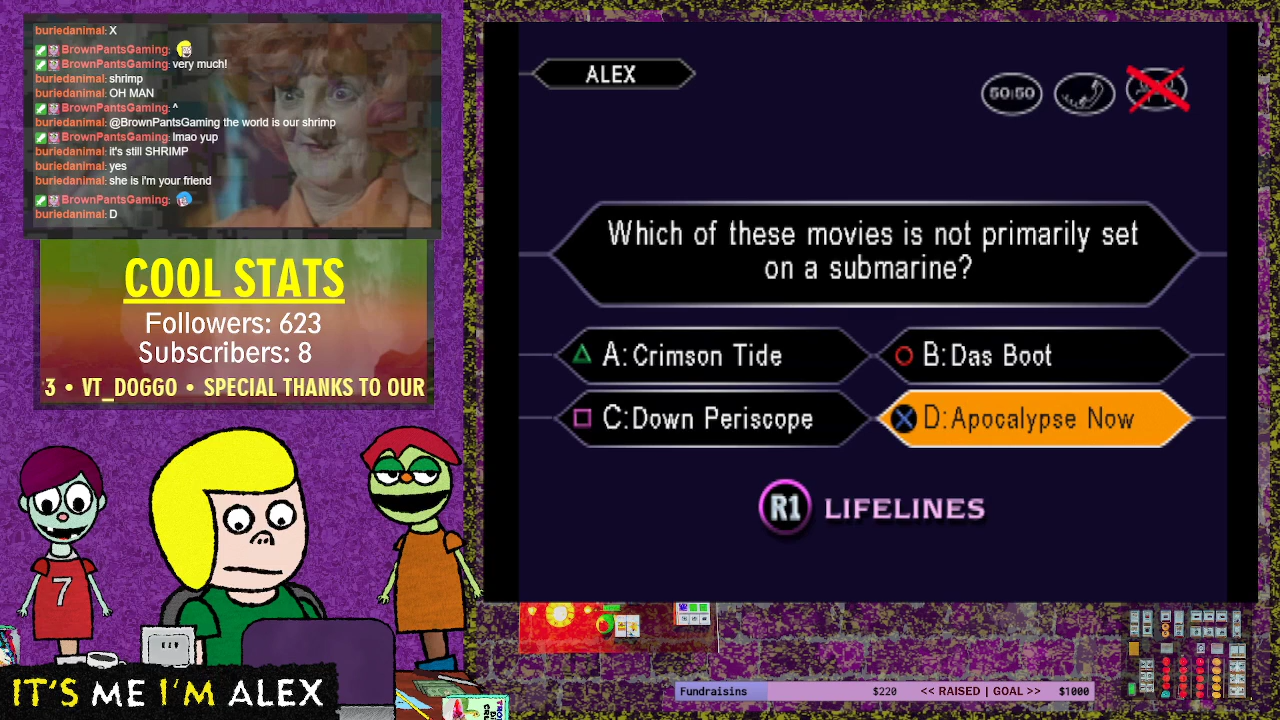 buriedanimal: X
BrownPantsGaming:
BrownPantsGaming: very much!
buriedanimal: shrimp
buriedanimal: OH MAN
BrownPantsGaming: ^
buriedanimal: @BrownPantsGaming the world is our shrimp
BrownPantsGaming: lmao yup
buriedanimal: it's still SHRIMP
buriedanimal: yes
buriedanimal: she is i'm your friend
BrownPantsGaming:
buriedanimal: D
COOL STATS
Followers: 623
Subscribers: 8
3 • VT_DOGGO • SPECIAL THANKS TO OUR
7
IT'S ME I'M ALEX
ALEX
50:50
Which of these movies is not primarily set
on a submarine?
A: Crimson Tide
B: Das Boot
C: Down Periscope
D: Apocalypse Now
R1 LIFELINES
Fundraisins $220 << RAISED | GOAL >> $1000